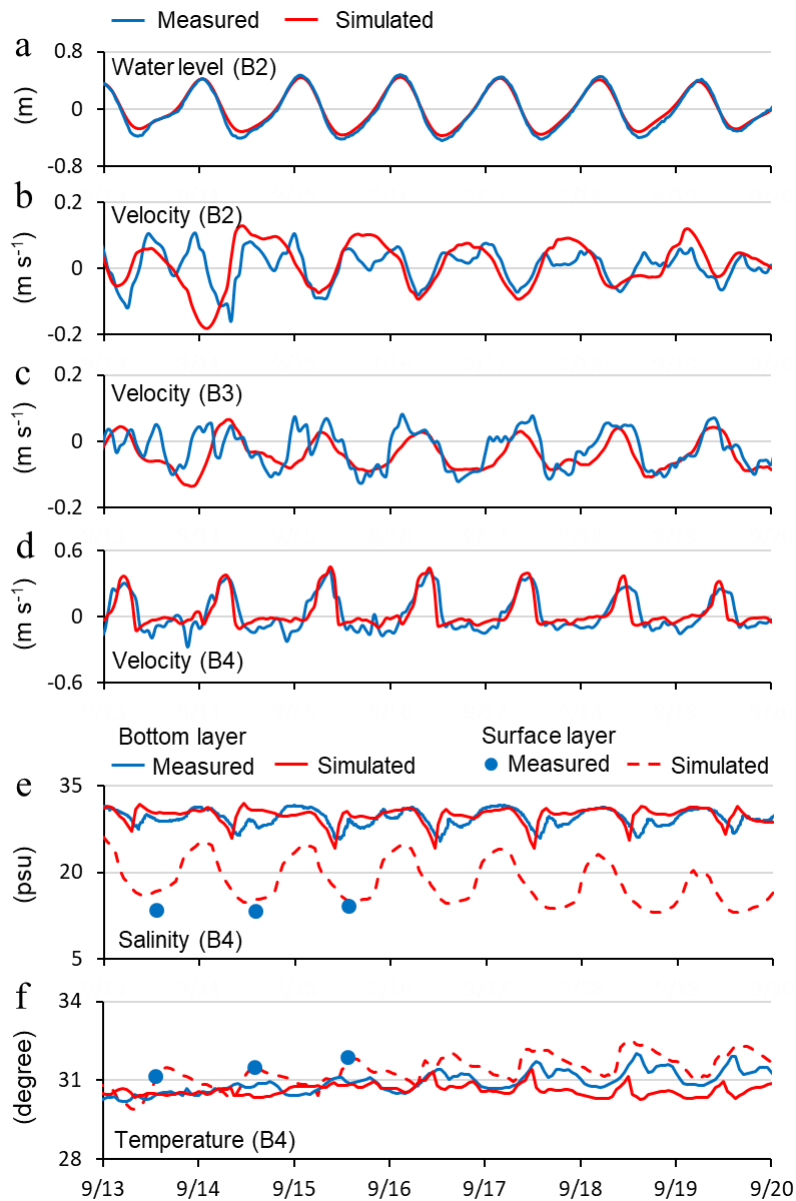 Measured Simulated
a
0.8
Water level (B2)
(m)
0
-0.8
b
0.2
Velocity (B2)
(m s⁻¹)
0
-0.2
c
0.2
Velocity (B3)
(m s⁻¹)
0
-0.2
d
0.6
(m s⁻¹)
0
Velocity (B4)
-0.6
Bottom layer Surface layer
Measured Simulated Measured Simulated
e
35
(psu)
20
Salinity (B4)
5
f
34
(degree)
31
Temperature (B4)
28
9/13 9/14 9/15 9/16 9/17 9/18 9/19 9/20